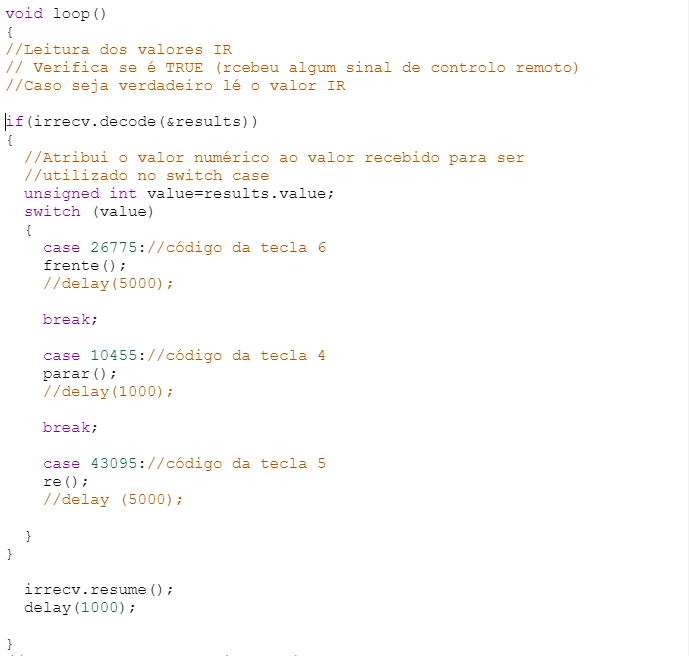 void loop()
{
//Leitura dos valores IR
// Verifica se é TRUE (rcebeu algum sinal de controlo remoto)
//Caso seja verdadeiro lé o valor IR
if(irrecv.decode(&results))
{
//Atribui o valor numérico ao valor recebido para ser
//utilizado no switch case
unsigned int value=results.value;
switch (value)
{
case 26775://código da tecla 6
frente();
//delay(5000);
break;
case 10455://código da tecla 4
parar();
//delay(1000);
break;
case 43095://código da tecla 5
re();
//delay (5000);
}
}
irrecv.resume();
delay(1000);
}